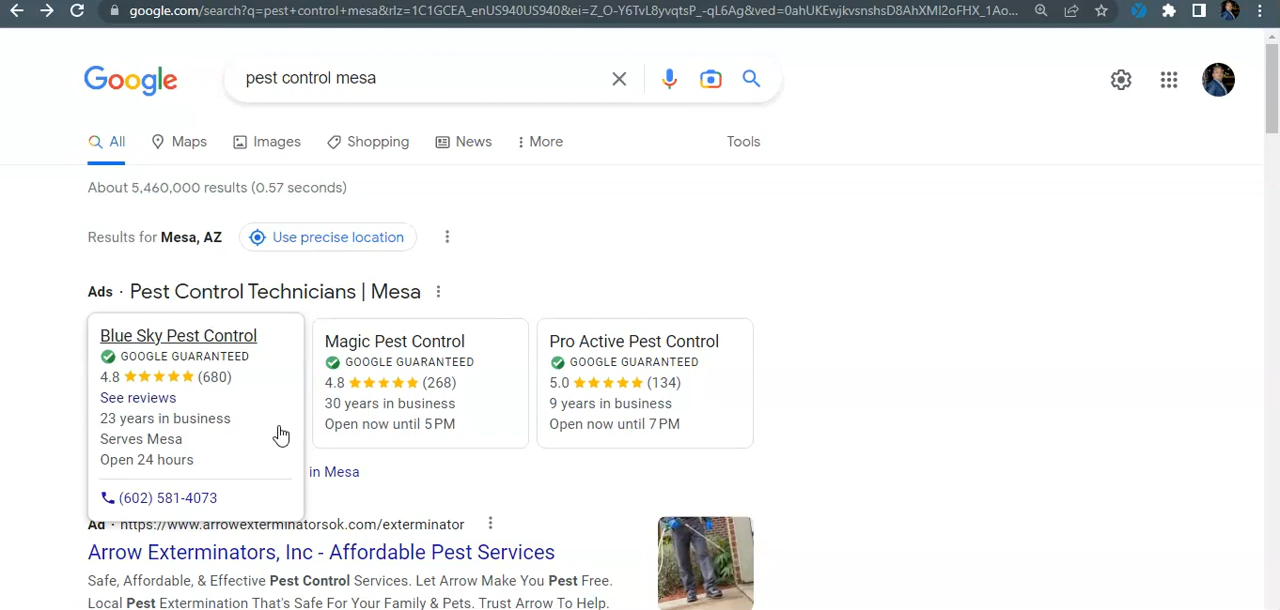 google.com/search?q=pest+control+mesa&rlz=1C1GCEA_enUS940US940&ei=Z_O-Y6TvL8yvqtsP_-qL6Ag&ved=0ahUKEwjkvsnshsD8AhXMl2oFHX_1Ao...
Google
pest control mesa
All
Maps
Images
Shopping
News
More
Tools
About 5,460,000 results (0.57 seconds)
Results for Mesa, AZ
Use precise location
Ads · Pest Control Technicians | Mesa
Blue Sky Pest Control
GOOGLE GUARANTEED
4.8 (680)
See reviews
23 years in business
Serves Mesa
Open 24 hours
(602) 581-4073
Magic Pest Control
GOOGLE GUARANTEED
4.8 (268)
30 years in business
Open now until 5 PM
Pro Active Pest Control
GOOGLE GUARANTEED
5.0 (134)
9 years in business
Open now until 7 PM
in Mesa
Ad · https://www.arrowexterminatorsok.com/exterminator
Arrow Exterminators, Inc - Affordable Pest Services
Safe, Affordable, & Effective Pest Control Services. Let Arrow Make You Pest Free.
Local Pest Extermination That's Safe For Your Family & Pets. Trust Arrow To Help.